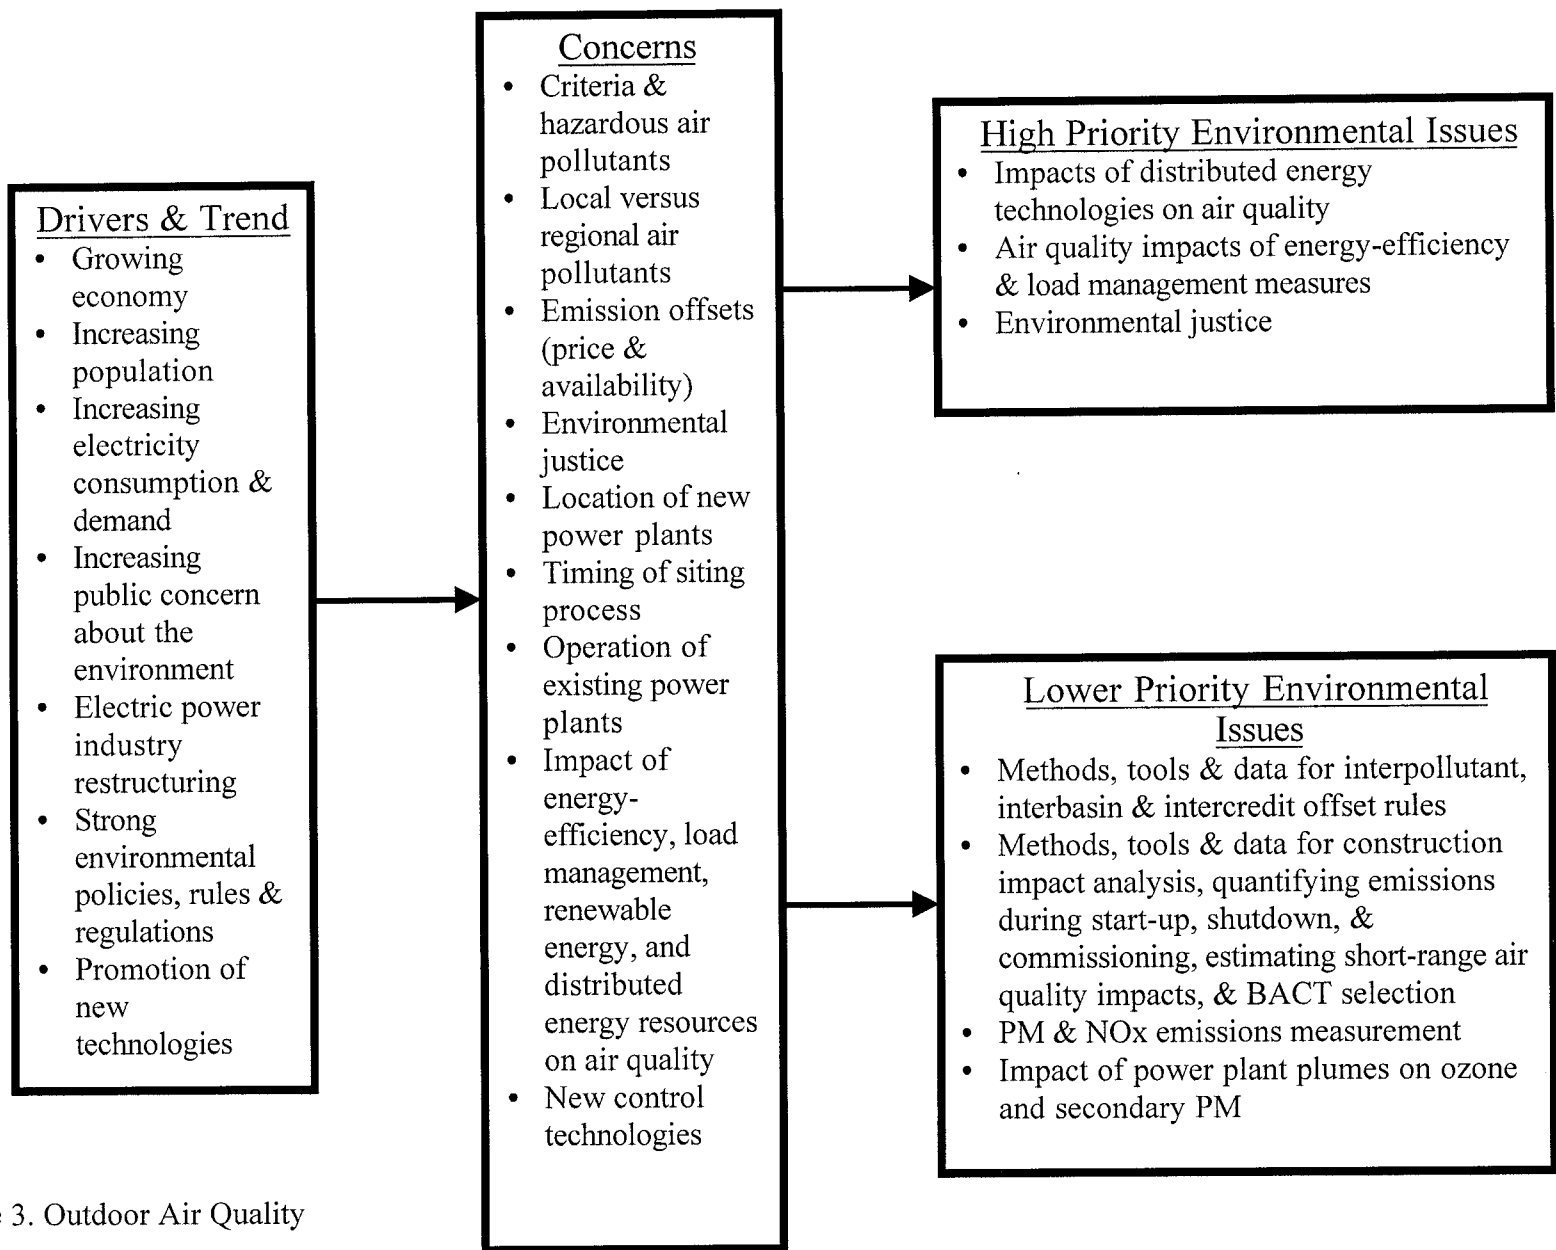 Drivers & Trend
• Growing
economy
• Increasing
population
• Increasing
electricity
consumption &
demand
• Increasing
public concern
about the
environment
• Electric power
industry
restructuring
• Strong
environmental
policies, rules &
regulations
• Promotion of
new
technologies
Concerns
• Criteria &
hazardous air
pollutants
• Local versus
regional air
pollutants
• Emission offsets
(price &
availability)
• Environmental
justice
• Location of new
power plants
• Timing of siting
process
• Operation of
existing power
plants
• Impact of
energy-
efficiency, load
management,
renewable
energy, and
distributed
energy resources
on air quality
• New control
technologies
High Priority Environmental Issues
• Impacts of distributed energy
technologies on air quality
• Air quality impacts of energy-efficiency
& load management measures
• Environmental justice
Lower Priority Environmental
Issues
• Methods, tools & data for interpollutant,
interbasin & intercredit offset rules
• Methods, tools & data for construction
impact analysis, quantifying emissions
during start-up, shutdown, &
commissioning, estimating short-range air
quality impacts, & BACT selection
• PM & NOx emissions measurement
• Impact of power plant plumes on ozone
and secondary PM
3. Outdoor Air Quality